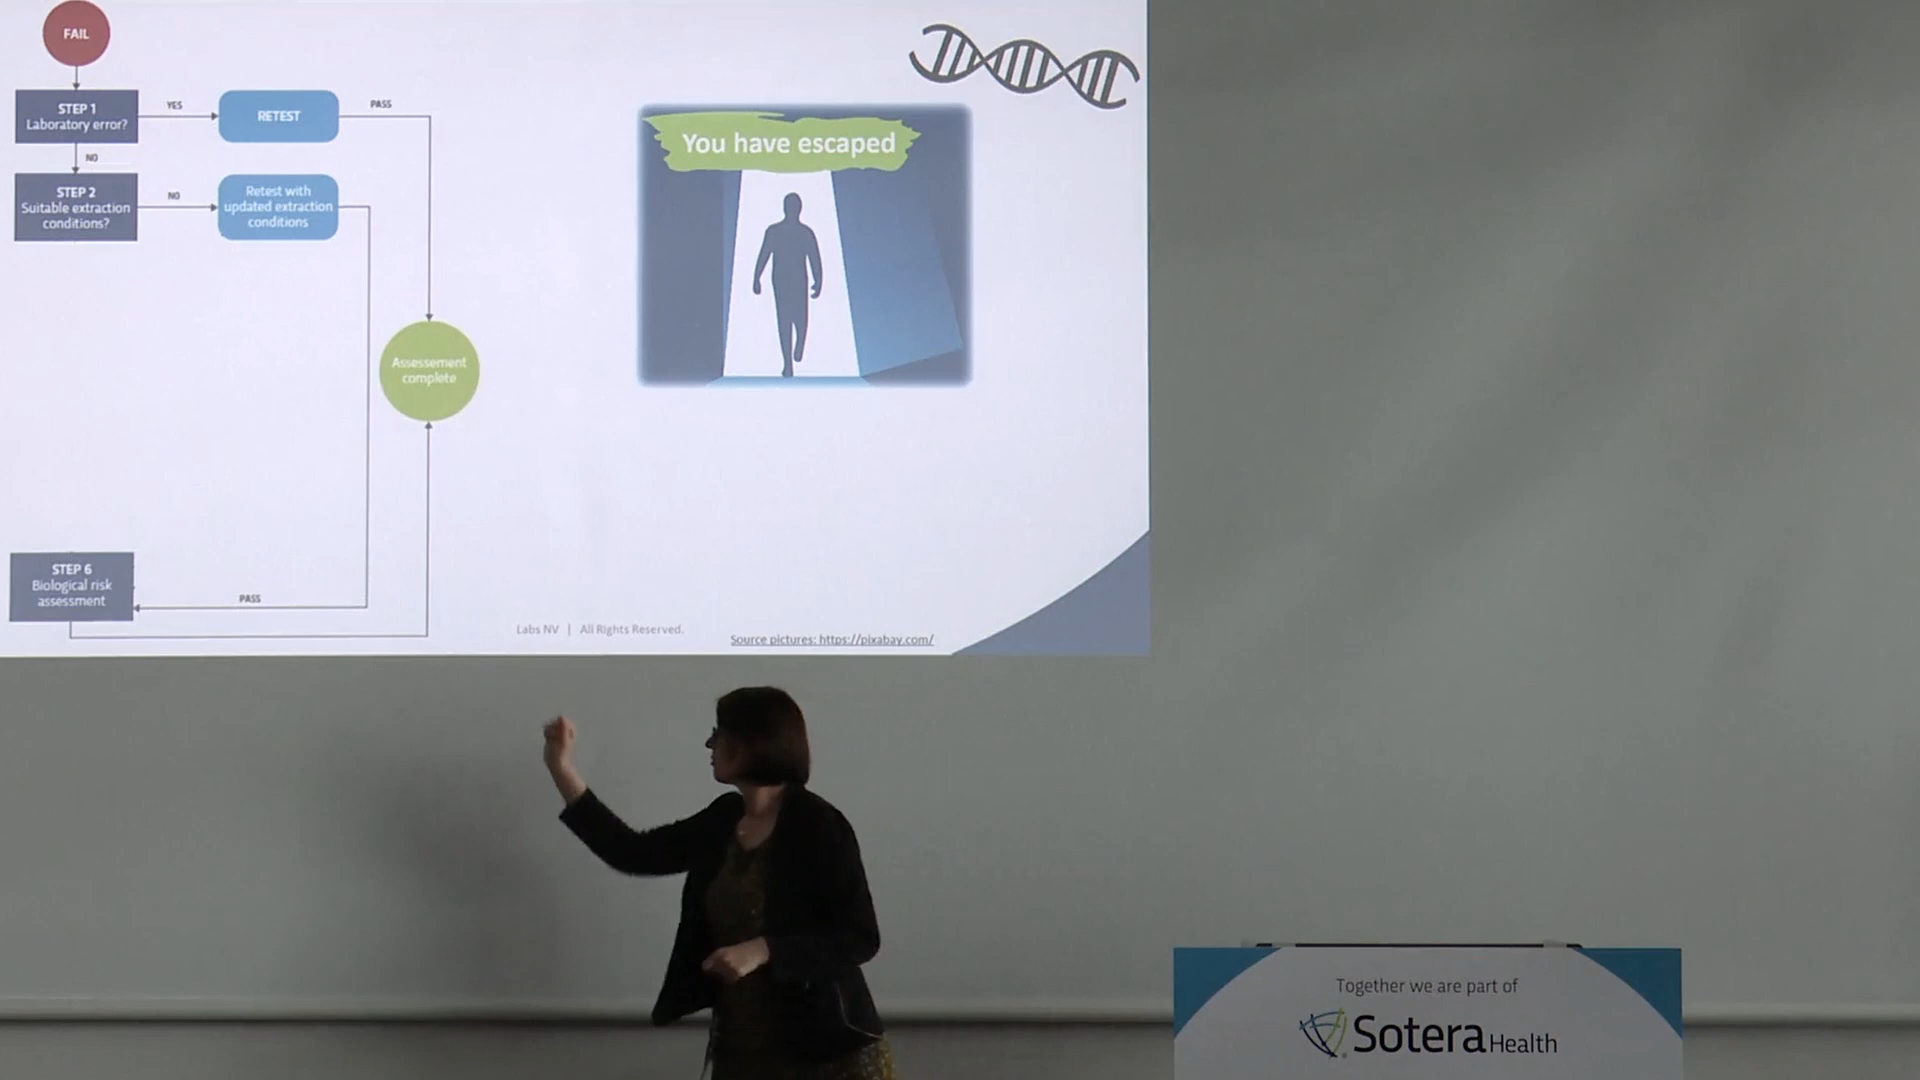 FAIL
STEP 1
Laboratory error?
YES
RETEST
PASS
NO
STEP 2
Suitable extraction
conditions?
NO
Retest with
updated extraction
conditions
Assessement
complete
STEP 6
Biological risk
assessment
PASS
You have escaped
Labs NV | All Rights Reserved.
Source pictures: https://pixabay.com/
Together we are part of
Sotera Health